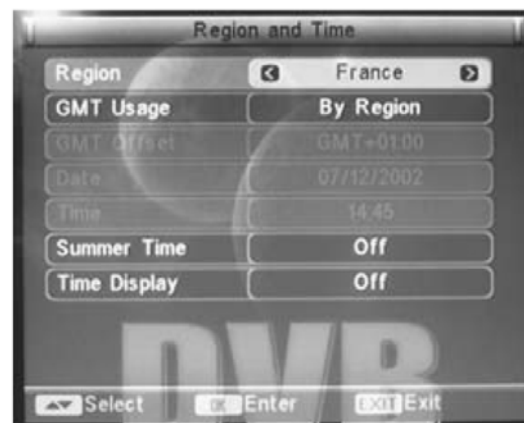 Region and Time
Region France
GMT Usage By Region
GMT Offset GMT+01:00
Date 07/12/2002
Time 14:45
Summer Time Off
Time Display Off
DVB
Select OK Enter EXIT Exit